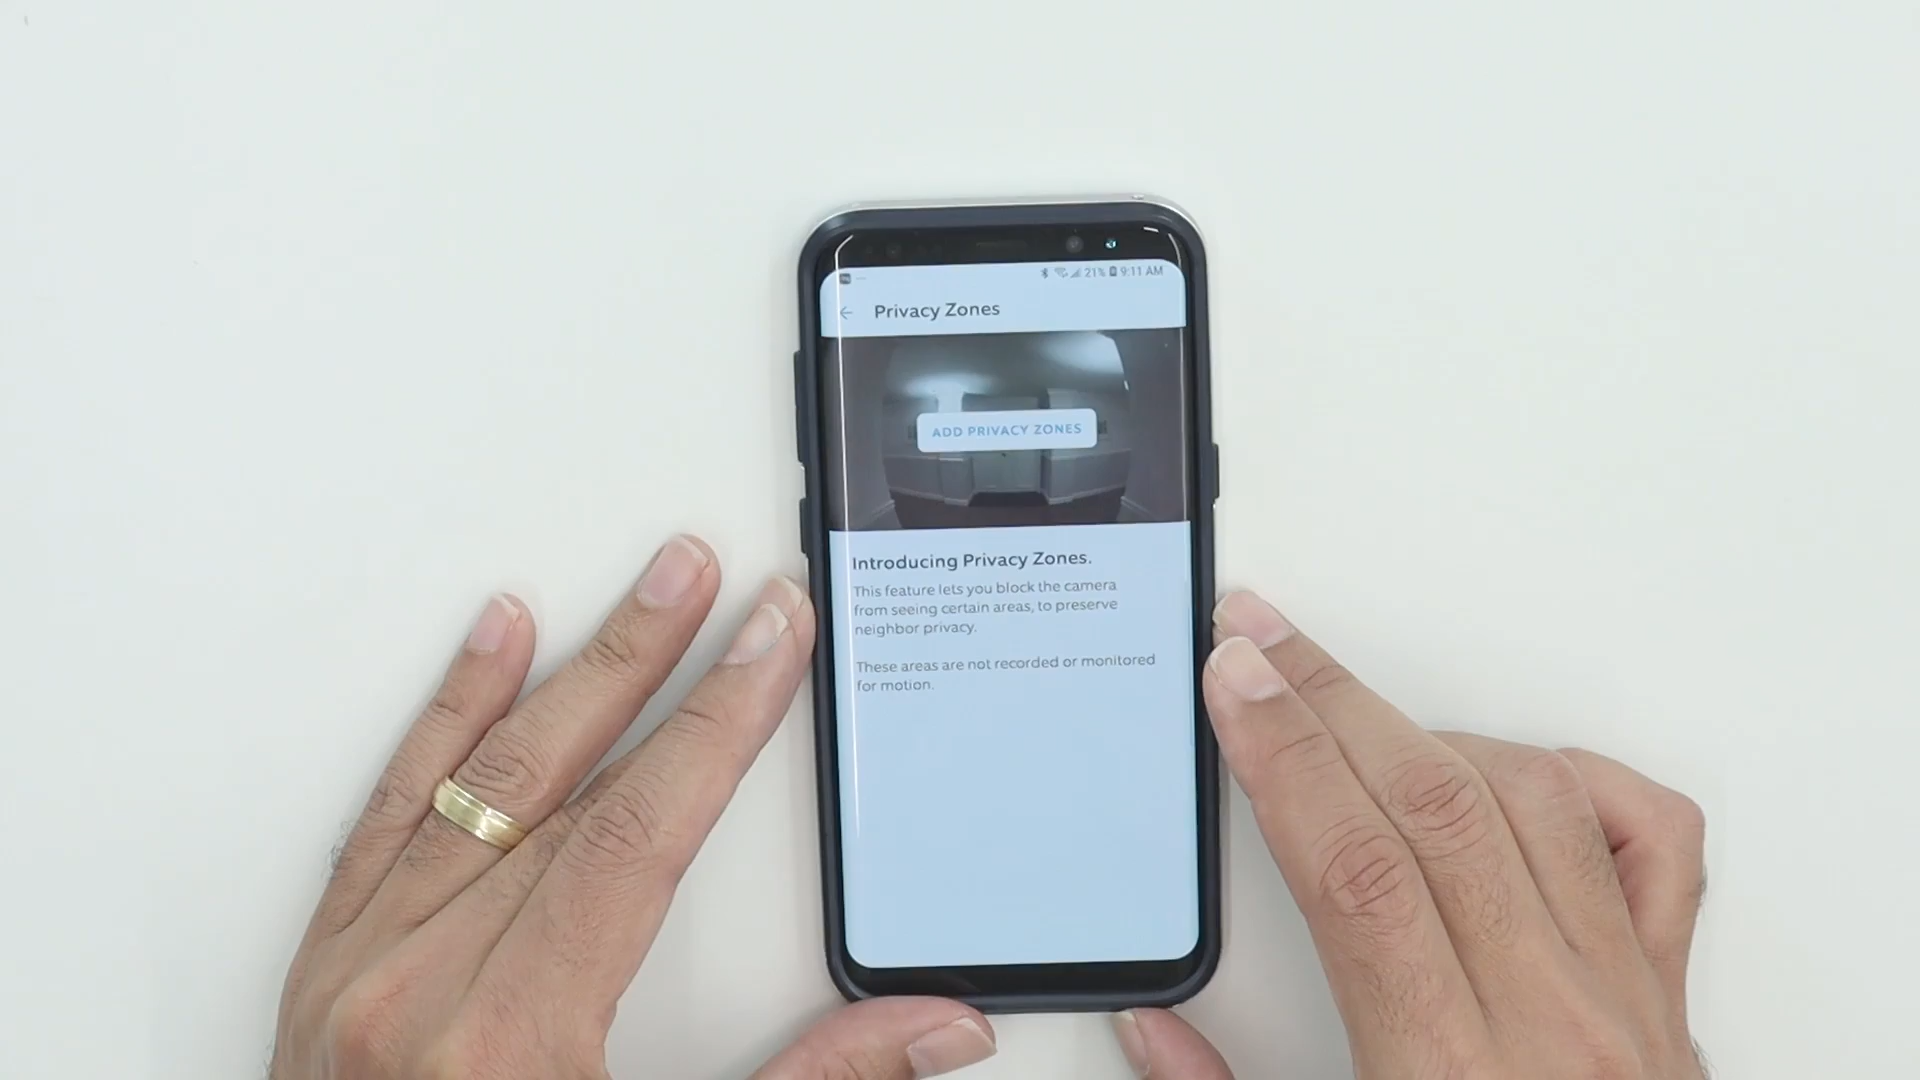 21% 9:11 AM
Privacy Zones
ADD PRIVACY ZONES
Introducing Privacy Zones.
This feature lets you block the camera
from seeing certain areas, to preserve
neighbor privacy.
These areas are not recorded or monitored
for motion.